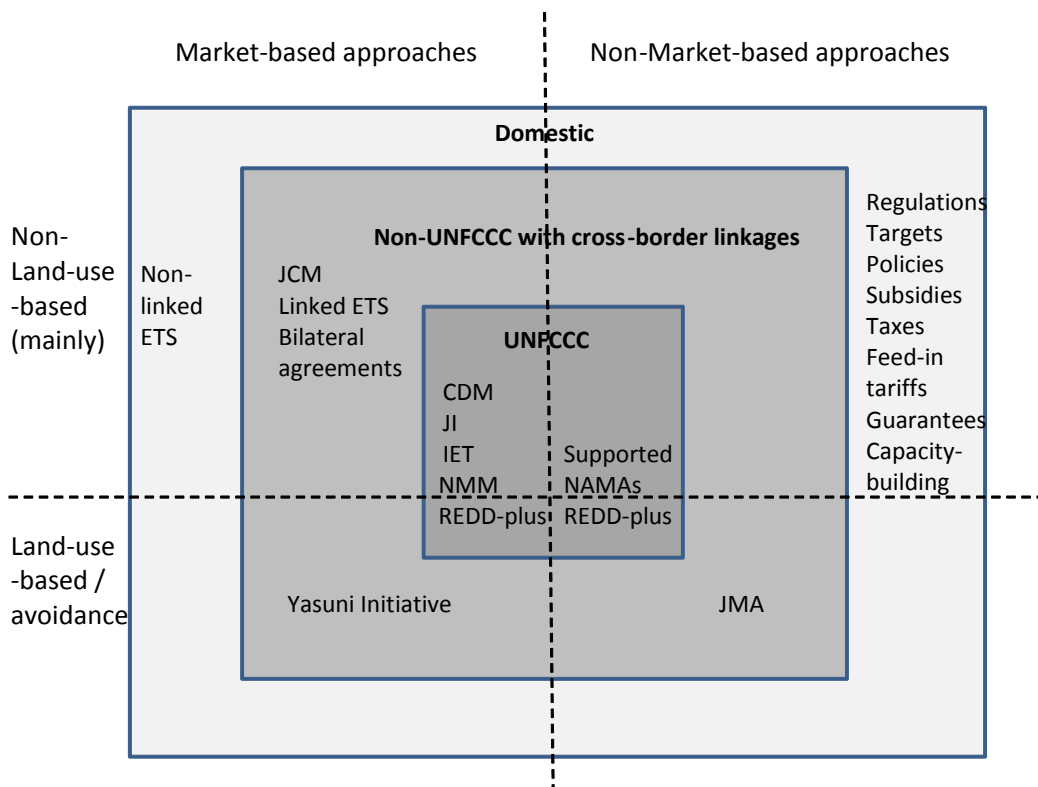 Market-based approaches
Non-Market-based approaches
Domestic
Non-UNFCCC with cross-border linkages
UNFCCC
Non-
Land-use
-based
(mainly)
Non-
linked
ETS
JCM
Linked ETS
Bilateral
agreements
CDM
JI
IET
NMM
REDD-plus
Supported
NAMAs
REDD-plus
Regulations
Targets
Policies
Subsidies
Taxes
Feed-in
tariffs
Guarantees
Capacity-
building
Land-use
-based /
avoidance
Yasuni Initiative
JMA